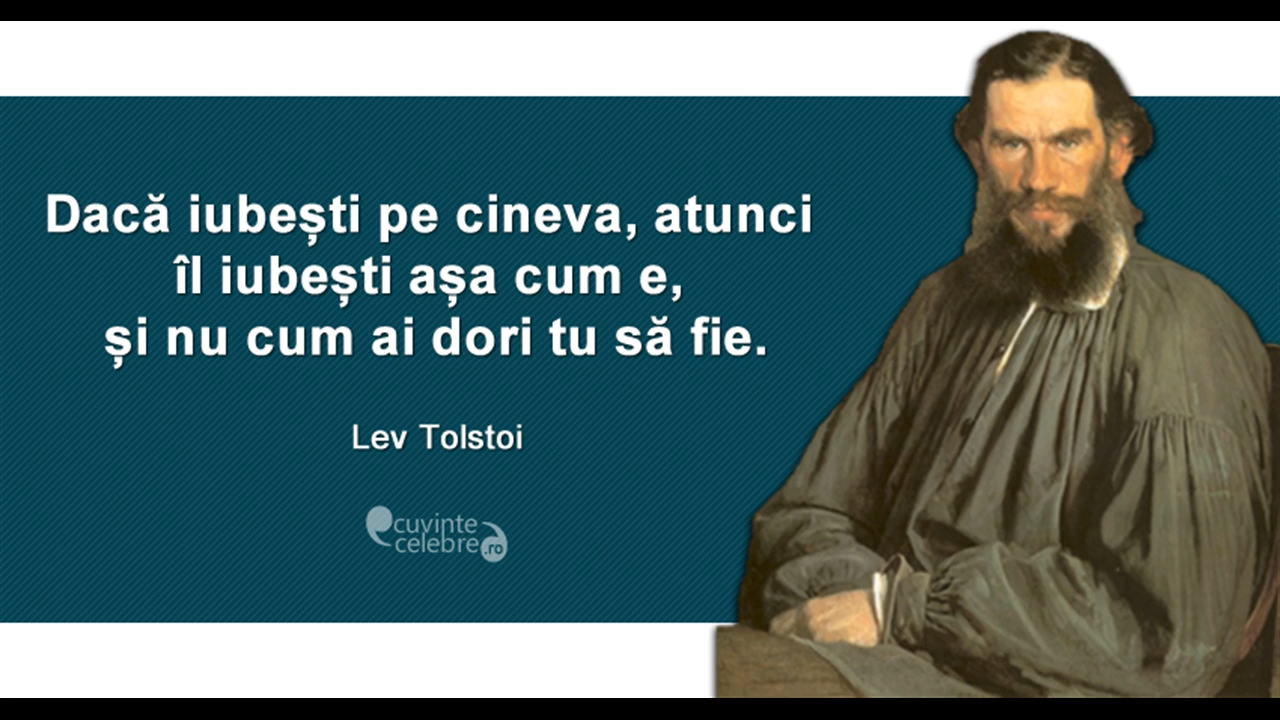 Dacă iubești pe cineva, atunci
îl iubești așa cum e,
și nu cum ai dori tu să fie.
Lev Tolstoi
cuvinte
celebre.ro